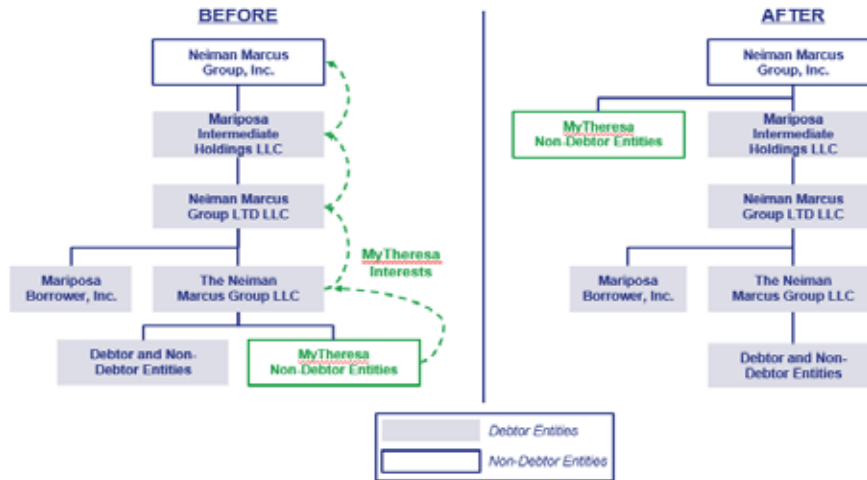 BEFORE
Neiman Marcus
Group, Inc.
Mariposa
Intermediate
Holdings LLC
Neiman Marcus
Group LTD LLC
MyTheresa
Interests
Mariposa
Borrower, Inc.
The Neiman
Marcus Group LLC
Debtor and Non-
Debtor Entities
MyTheresa
Non-Debtor Entities
AFTER
Neiman Marcus
Group, Inc.
MyTheresa
Non-Debtor Entities
Mariposa
Intermediate
Holdings LLC
Neiman Marcus
Group LTD LLC
Mariposa
Borrower, Inc.
The Neiman
Marcus Group LLC
Debtor and Non-
Debtor Entities
Debtor Entities
Non-Debtor Entities